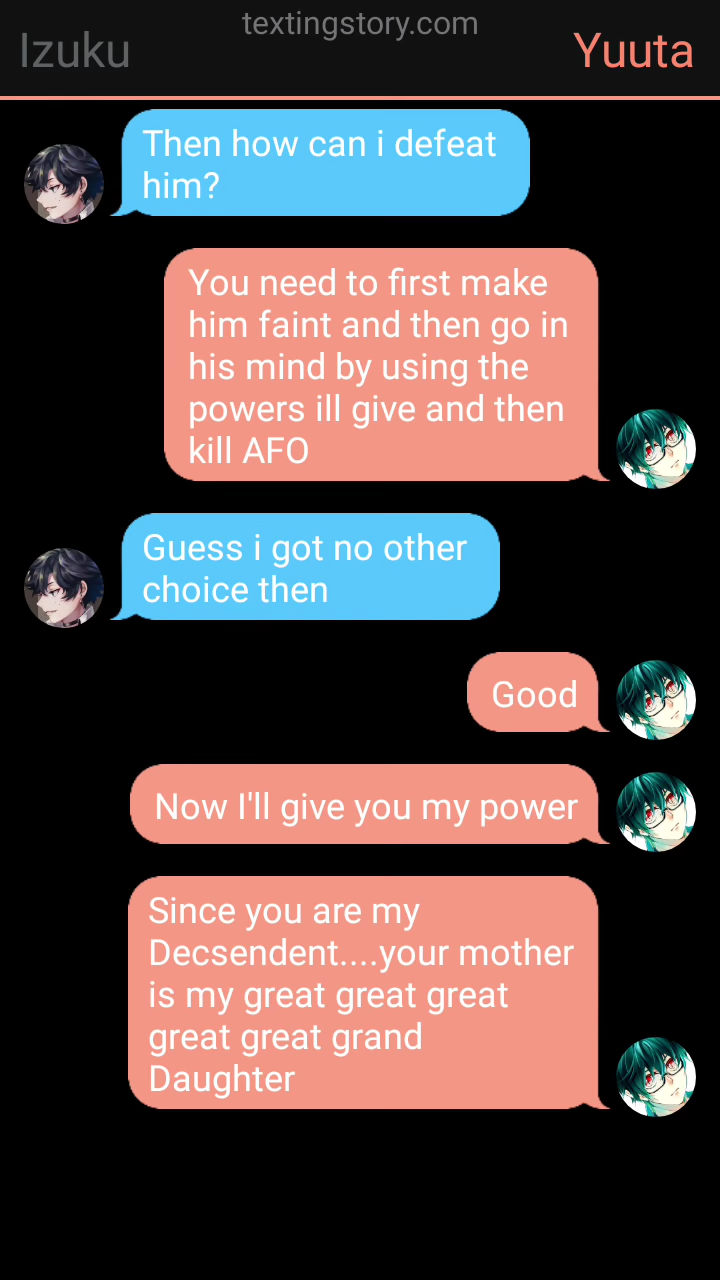 textingstory.com
Izuku
Yuuta
Then how can i defeat
him?
You need to first make
him faint and then go in
his mind by using the
powers ill give and then
kill AFO
Guess i got no other
choice then
Good
Now I'll give you my power
Since you are my
Decsendent....your mother
is my great great great
great great grand
Daughter